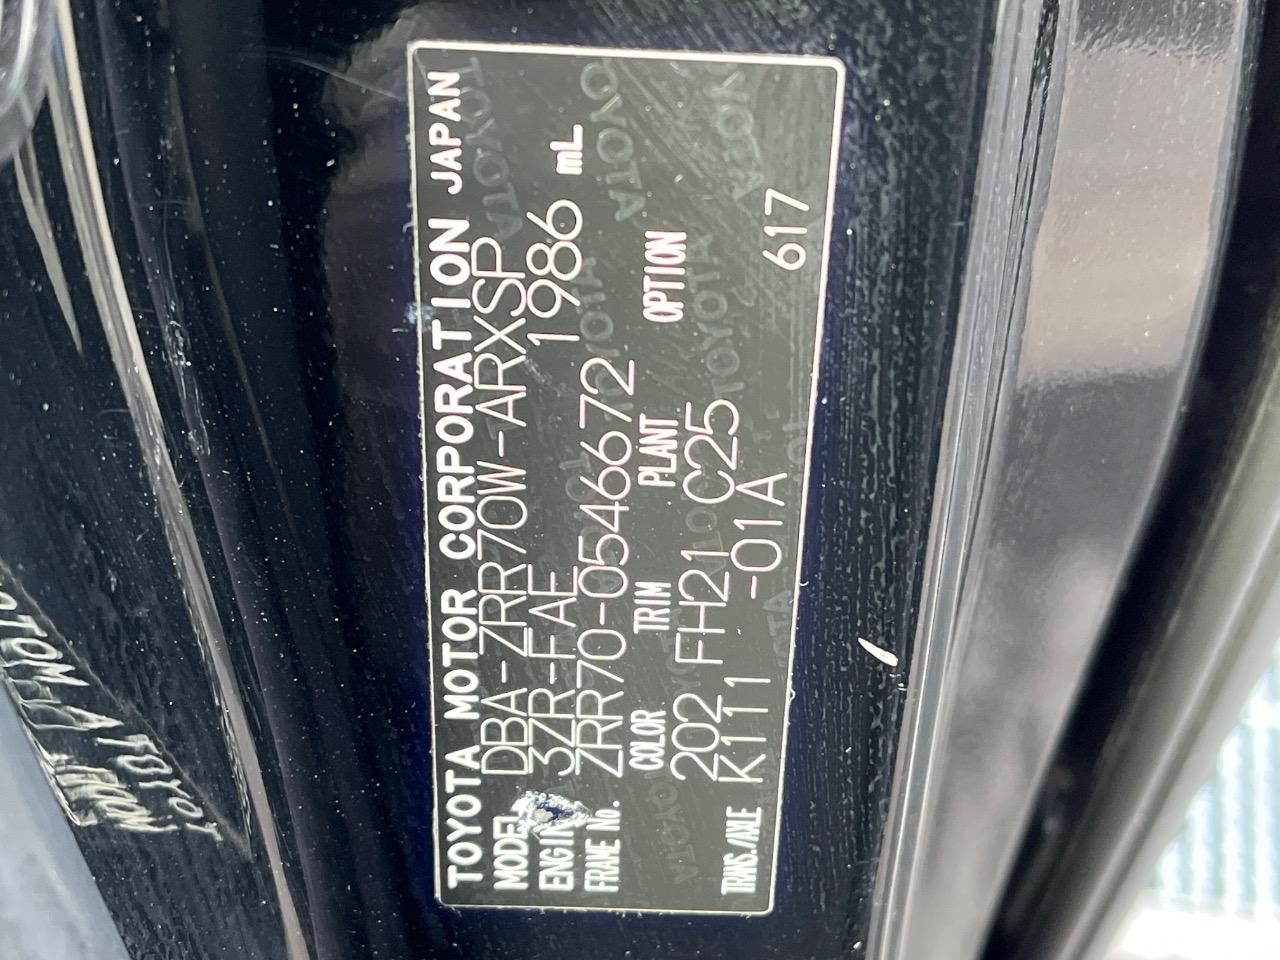 TOYOTA MOTOR CORPORATION JAPAN
MODEL DBA-ZRR70W-ARXSP
ENGINE 3ZR-FAE 1986 mL
FRAME No. ZRR70-0546672
COLOR TRIM PLANT OPTION
202 FH21 C25
TRANS./AXLE K111 -01A 617